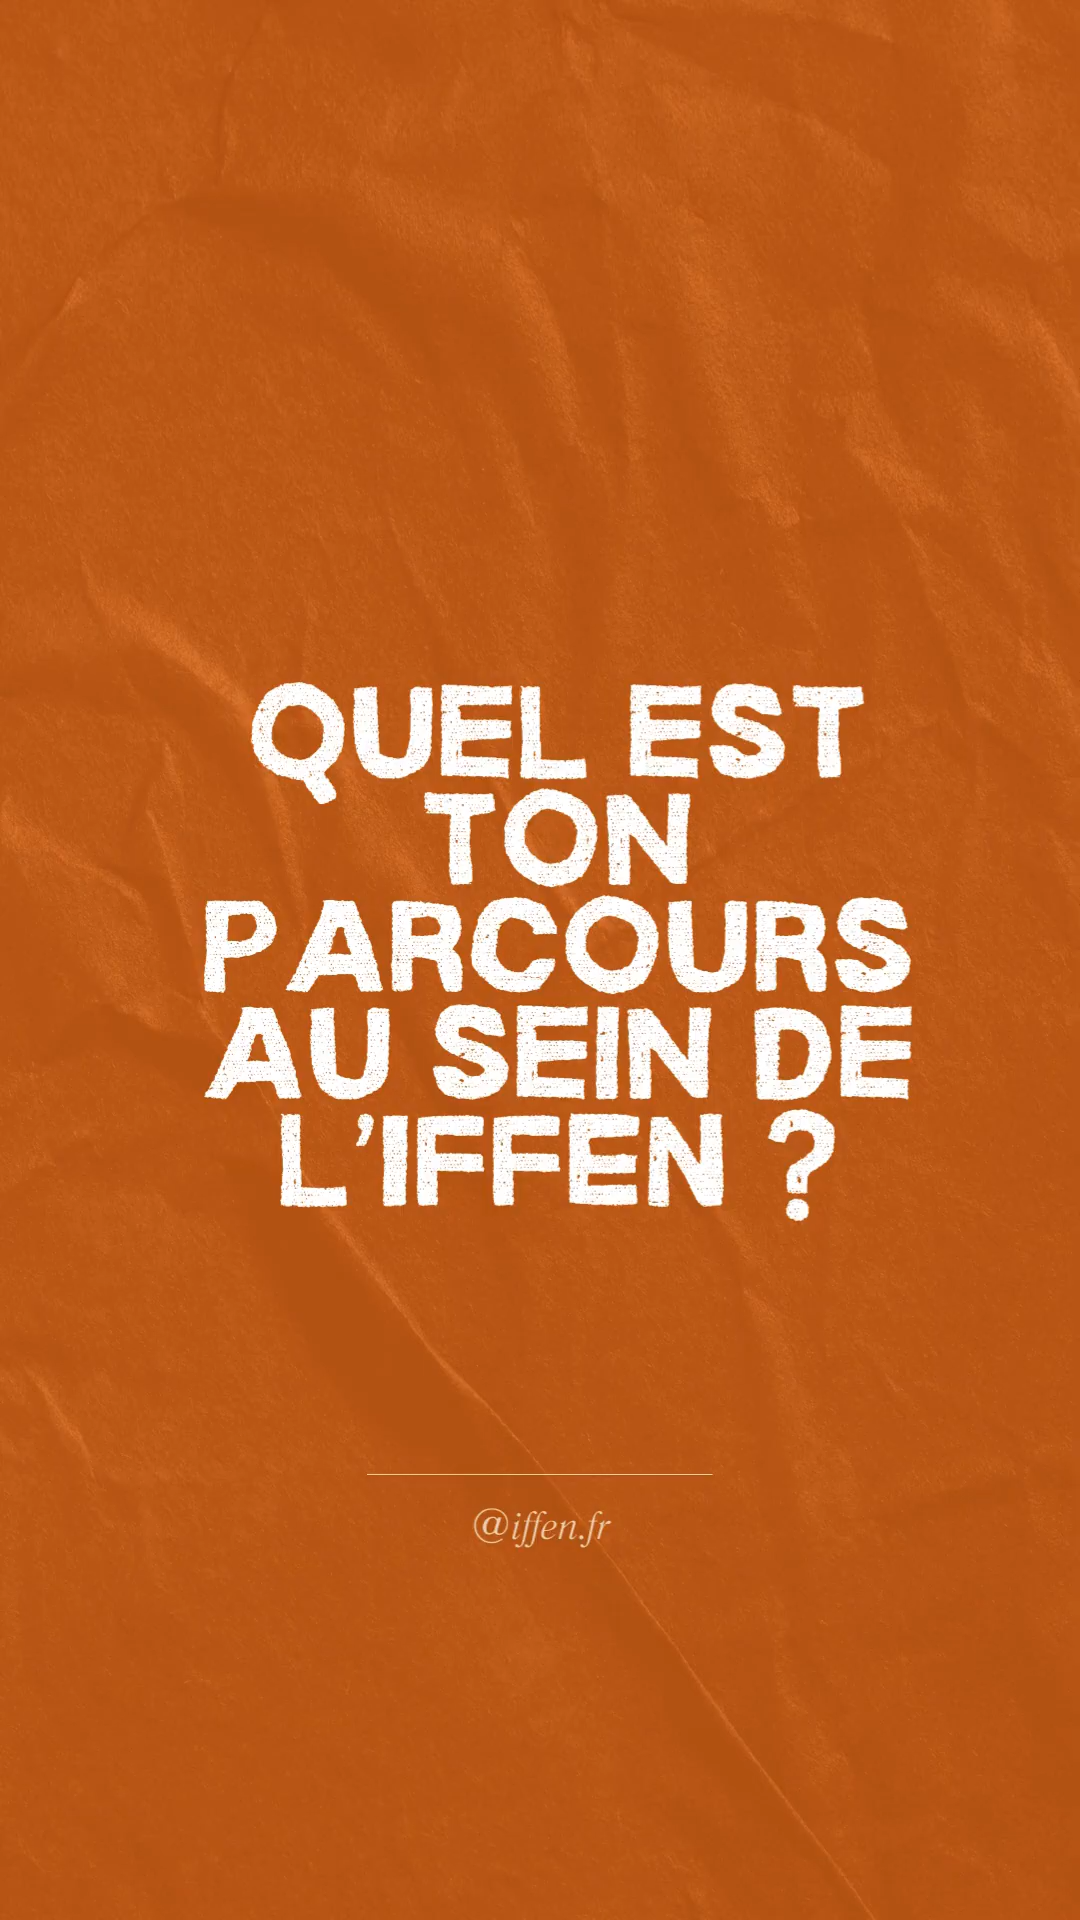 QUEL EST
TON
PARCOURS
AU SEIN DE
L'IFFEN ?
@iffen.fr